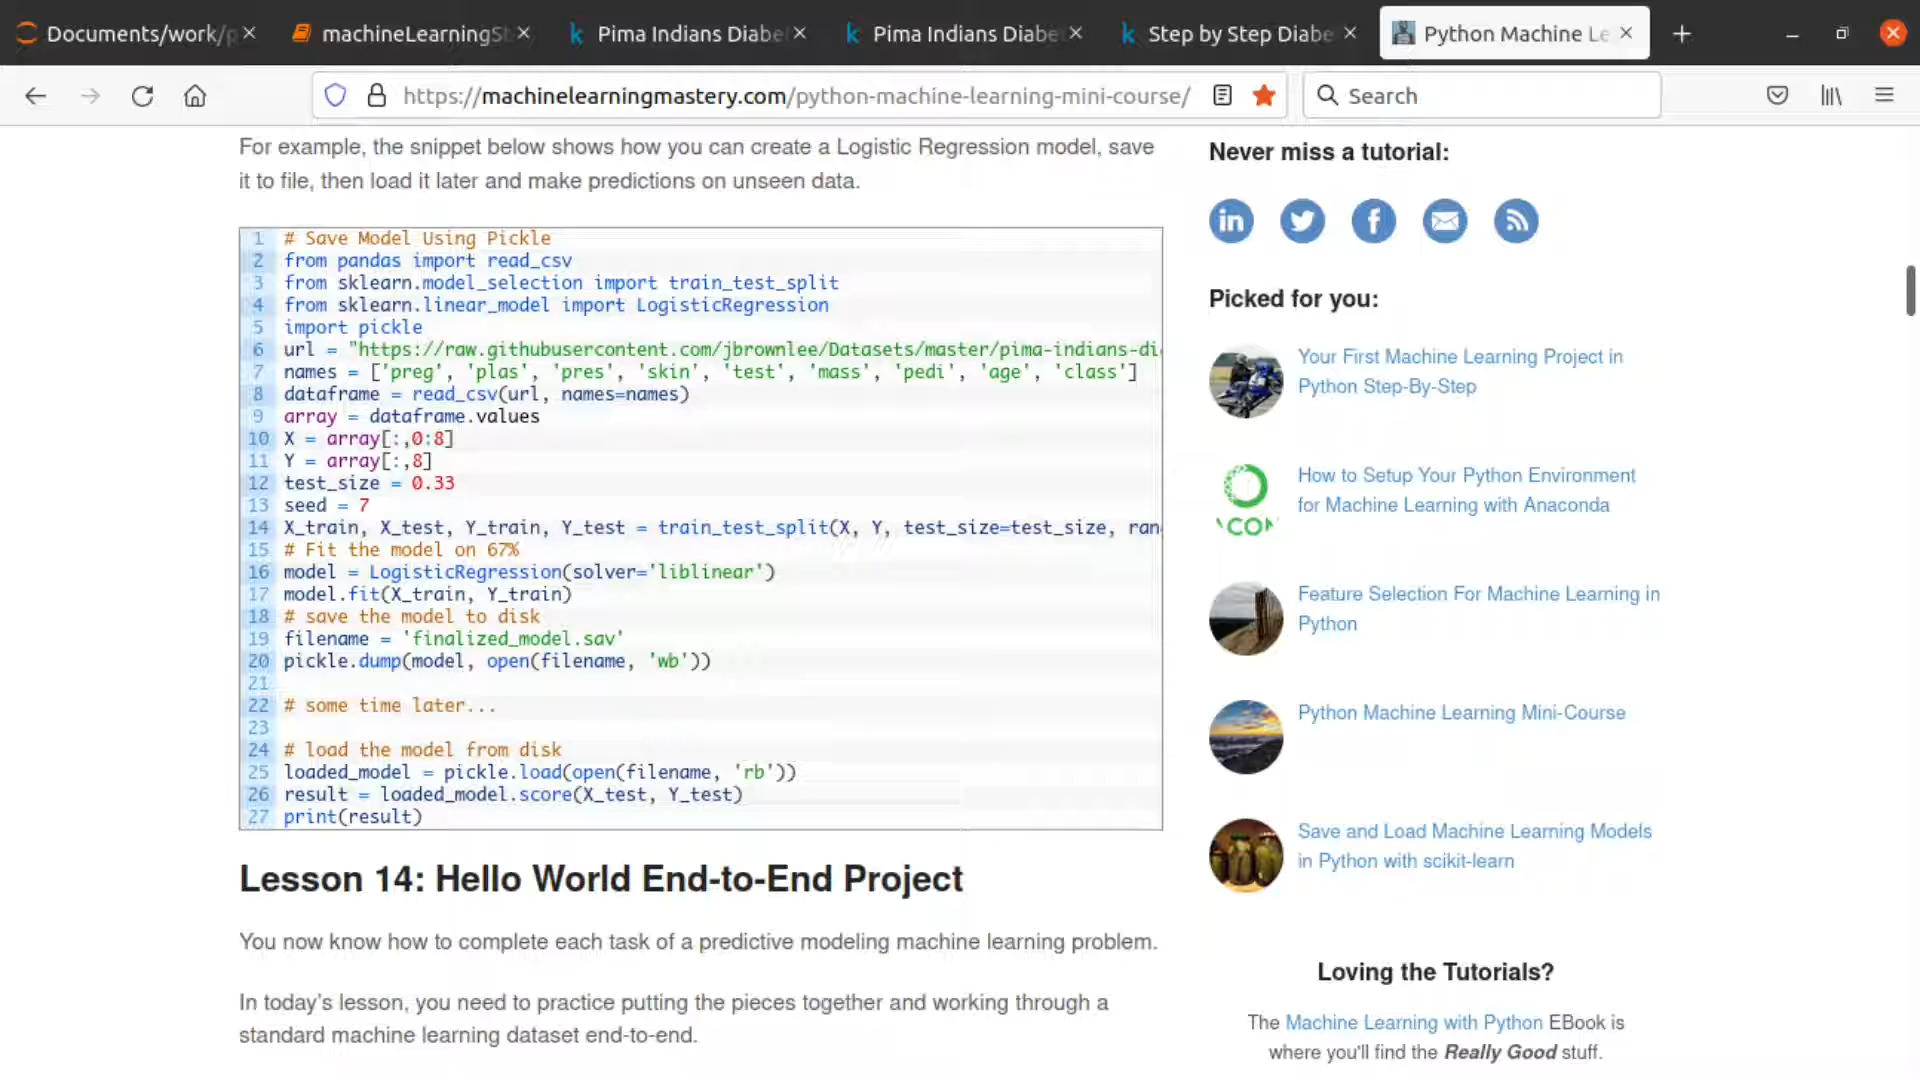 Documents/work/p
machineLearningSt
Pima Indians Diabe
Pima Indians Diabe
Step by Step Diabe
Python Machine Le
https://machinelearningmastery.com/python-machine-learning-mini-course/
Search
For example, the snippet below shows how you can create a Logistic Regression model, save
it to file, then load it later and make predictions on unseen data.
1 # Save Model Using Pickle
2 from pandas import read_csv
3 from sklearn.model_selection import train_test_split
4 from sklearn.linear_model import LogisticRegression
5 import pickle
6 url = "https://raw.githubusercontent.com/jbrownlee/Datasets/master/pima-indians-di
7 names = ['preg', 'plas', 'pres', 'skin', 'test', 'mass', 'pedi', 'age', 'class']
8 dataframe = read_csv(url, names=names)
9 array = dataframe.values
10 X = array[:,0:8]
11 Y = array[:,8]
12 test_size = 0.33
13 seed = 7
14 X_train, X_test, Y_train, Y_test = train_test_split(X, Y, test_size=test_size, ran
15 # Fit the model on 67%
16 model = LogisticRegression(solver='liblinear')
17 model.fit(X_train, Y_train)
18 # save the model to disk
19 filename = 'finalized_model.sav'
20 pickle.dump(model, open(filename, 'wb'))
21
22 # some time later...
23
24 # load the model from disk
25 loaded_model = pickle.load(open(filename, 'rb'))
26 result = loaded_model.score(X_test, Y_test)
27 print(result)
Lesson 14: Hello World End-to-End Project
You now know how to complete each task of a predictive modeling machine learning problem.
In today's lesson, you need to practice putting the pieces together and working through a
standard machine learning dataset end-to-end.
Never miss a tutorial:
Picked for you:
Your First Machine Learning Project in
Python Step-By-Step
How to Setup Your Python Environment
for Machine Learning with Anaconda
Feature Selection For Machine Learning in
Python
Python Machine Learning Mini-Course
Save and Load Machine Learning Models
in Python with scikit-learn
Loving the Tutorials?
The Machine Learning with Python EBook is
where you'll find the Really Good stuff.